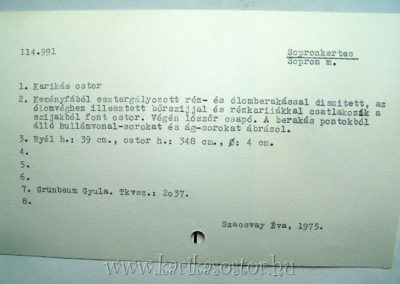 114.991
Sopronkertes
Sopron m.
1. Karikás ostor
2. Keményfából esztergályozott réz- és ólomberakással díszített, az
ólomvéghez illesztett bőrszíjjal és rézkarikákkal csatlakozik a
szíjakból font ostor. Végén lószőr csapó. A berakás pontokból
álló hullámvonal-sorokat és ág-sorokat ábrázol.
3. Nyél h.: 39 cm., ostor h.: 348 cm., Ø: 4 cm.
4.
5.
6.
7. Grünbaum Gyula. Tkvsz.: 2o37.
8.
Szacsvay Éva, 1975.
www.karikasostor.hu